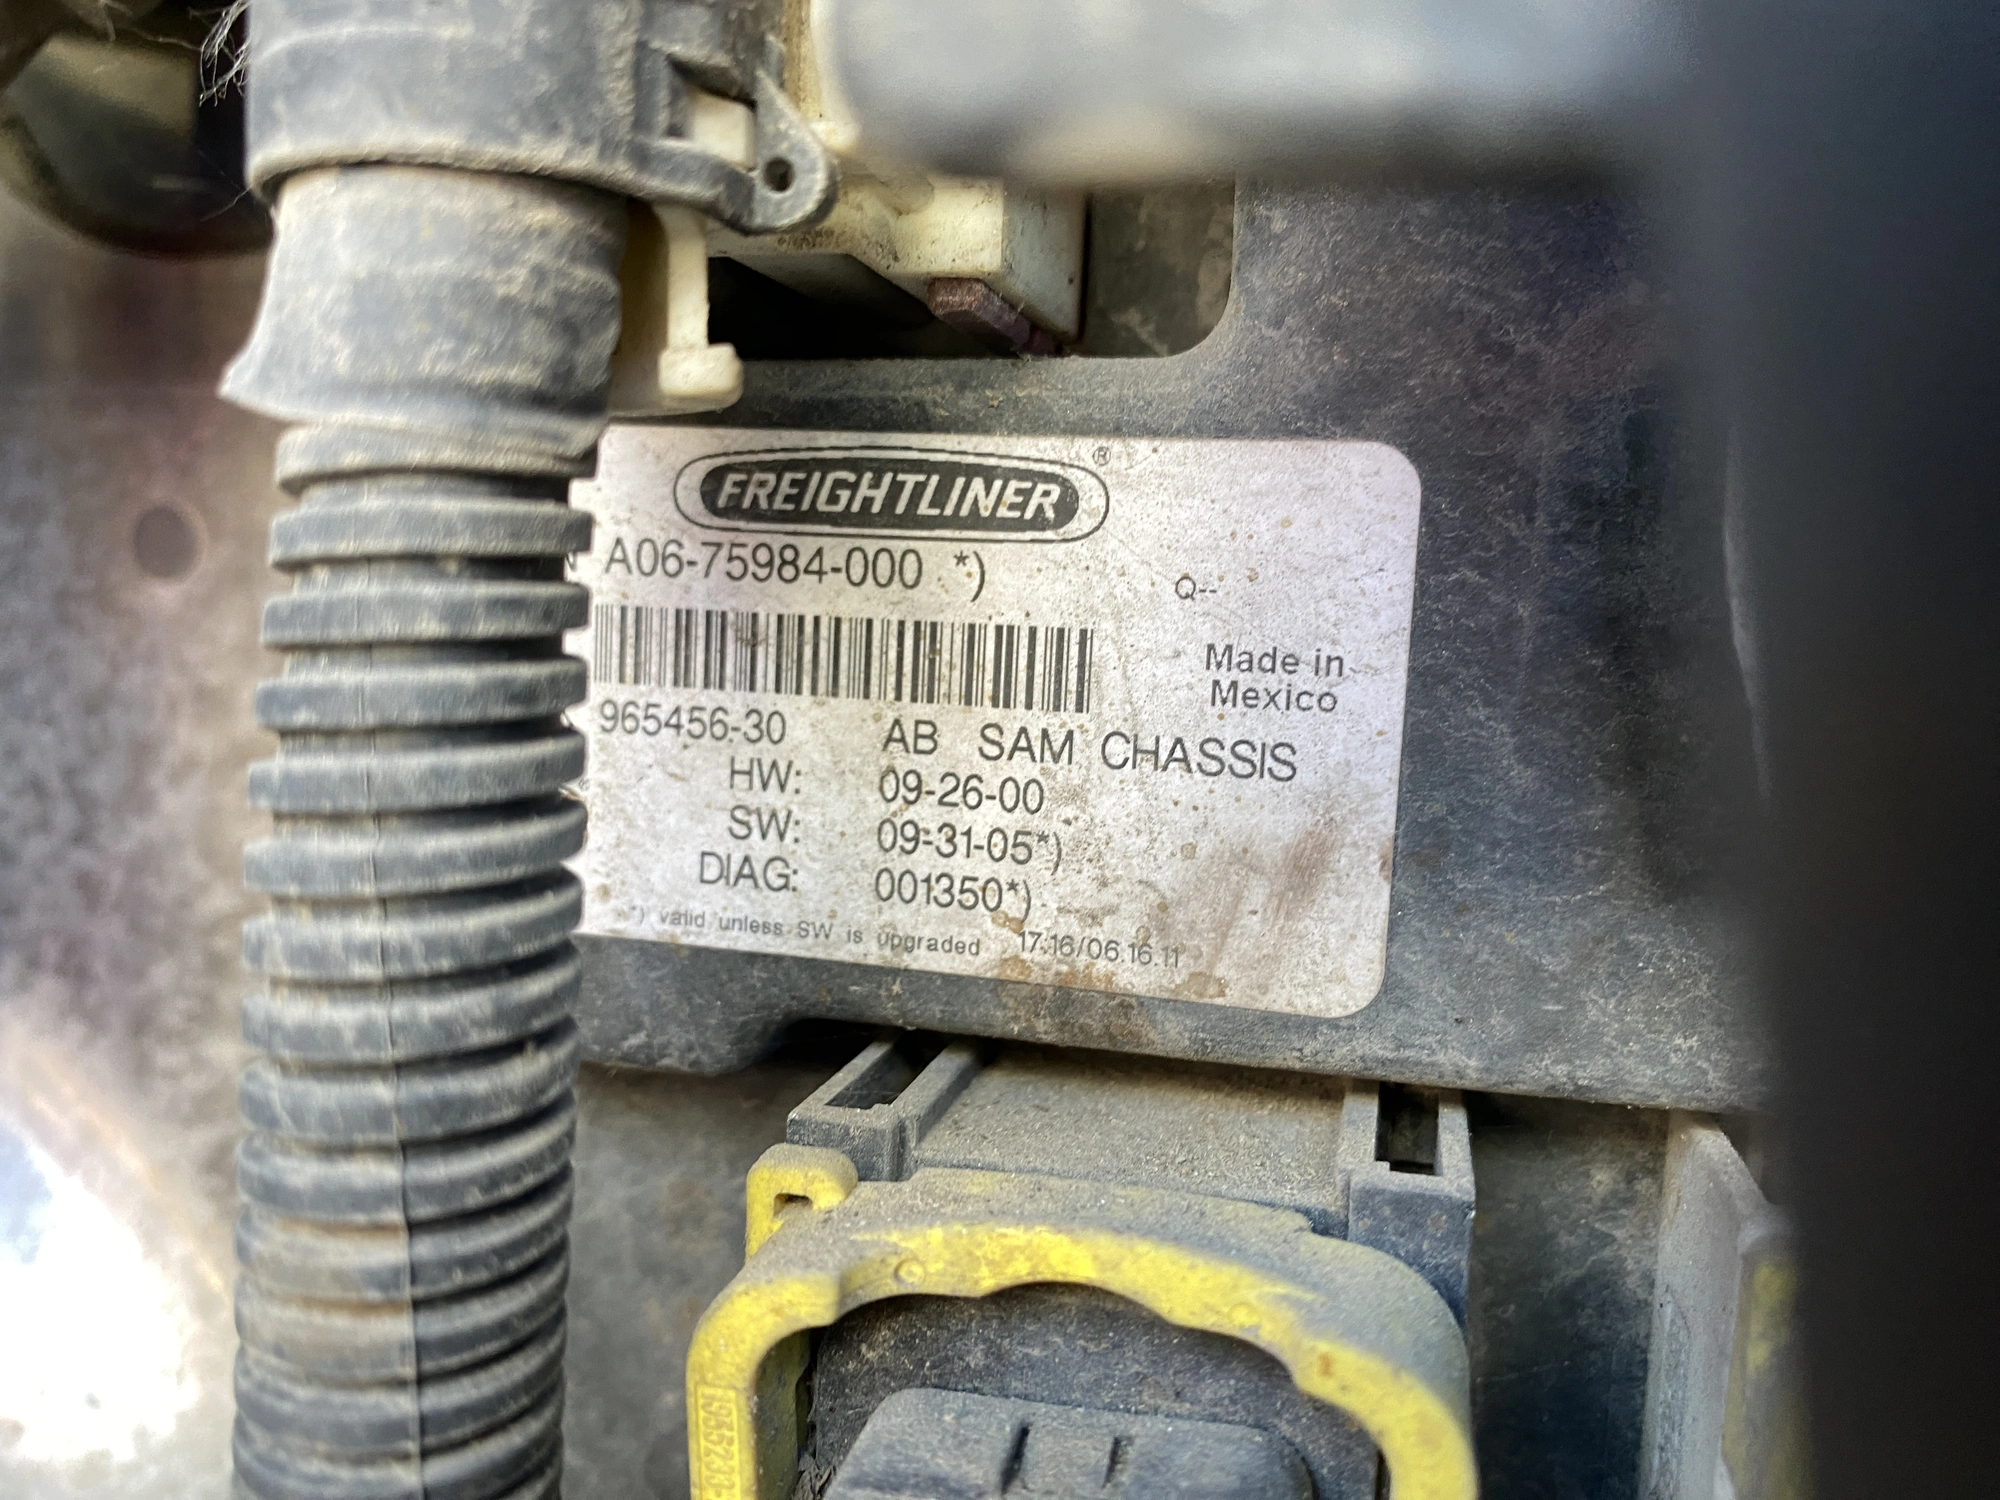 FREIGHTLINER®
A06-75984-000 *)
Q--
Made in
Mexico
965456-30 AB SAM CHASSIS
HW: 09-26-00
SW: 09-31-05*)
DIAG: 001350*)
*) valid unless SW is upgraded 17:16/06.16.11